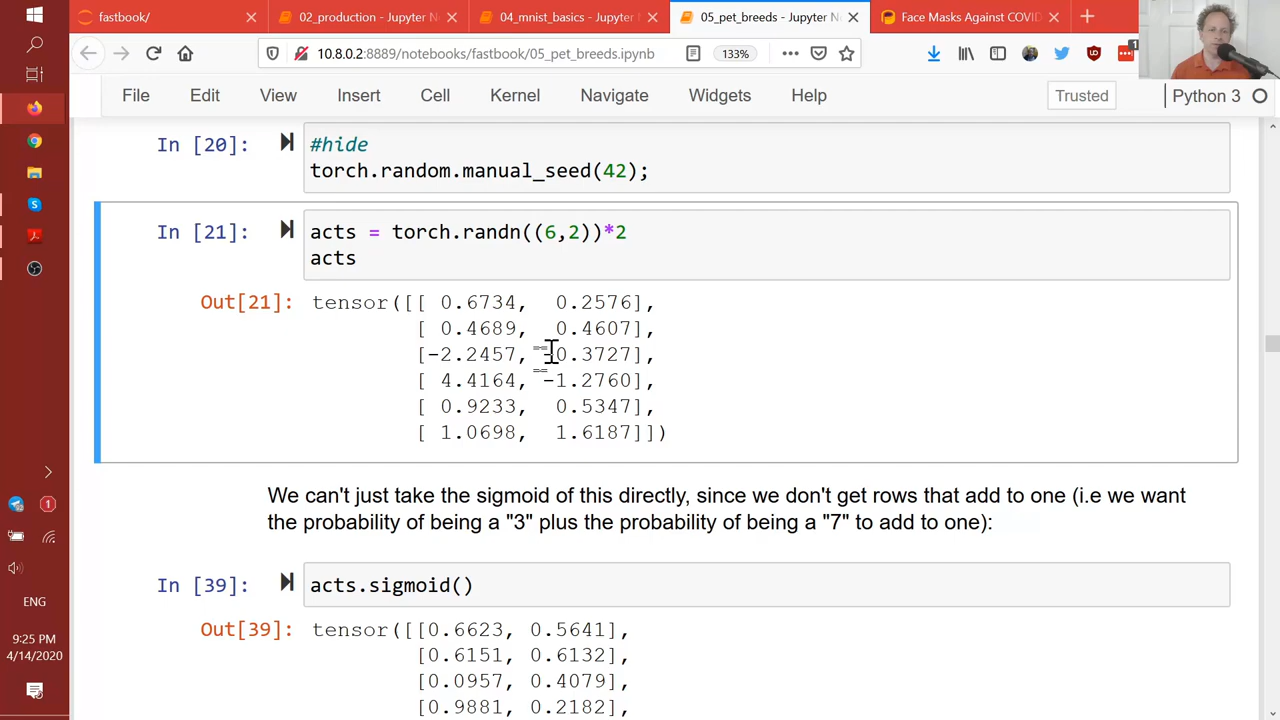 fastbook/
02_production - Jupyter N
04_mnist_basics - Jupyter N
05_pet_breeds - Jupyter No
Face Masks Against COVID
10.8.0.2:8889/notebooks/fastbook/05_pet_breeds.ipynb
133%
1
File Edit View Insert Cell Kernel Navigate Widgets Help
Trusted
Python 3
In [20]:
#hide
torch.random.manual_seed(42);
In [21]:
acts = torch.randn((6,2))*2
acts
Out[21]:
tensor([[ 0.6734, 0.2576],
[ 0.4689, 0.4607],
[-2.2457, -0.3727],
[ 4.4164, -1.2760],
[ 0.9233, 0.5347],
[ 1.0698, 1.6187]])
We can't just take the sigmoid of this directly, since we don't get rows that add to one (i.e we want
the probability of being a "3" plus the probability of being a "7" to add to one):
In [39]:
acts.sigmoid()
Out[39]:
tensor([[0.6623, 0.5641],
[0.6151, 0.6132],
[0.0957, 0.4079],
[0.9881, 0.2182],
1
ENG
9:25 PM
4/14/2020